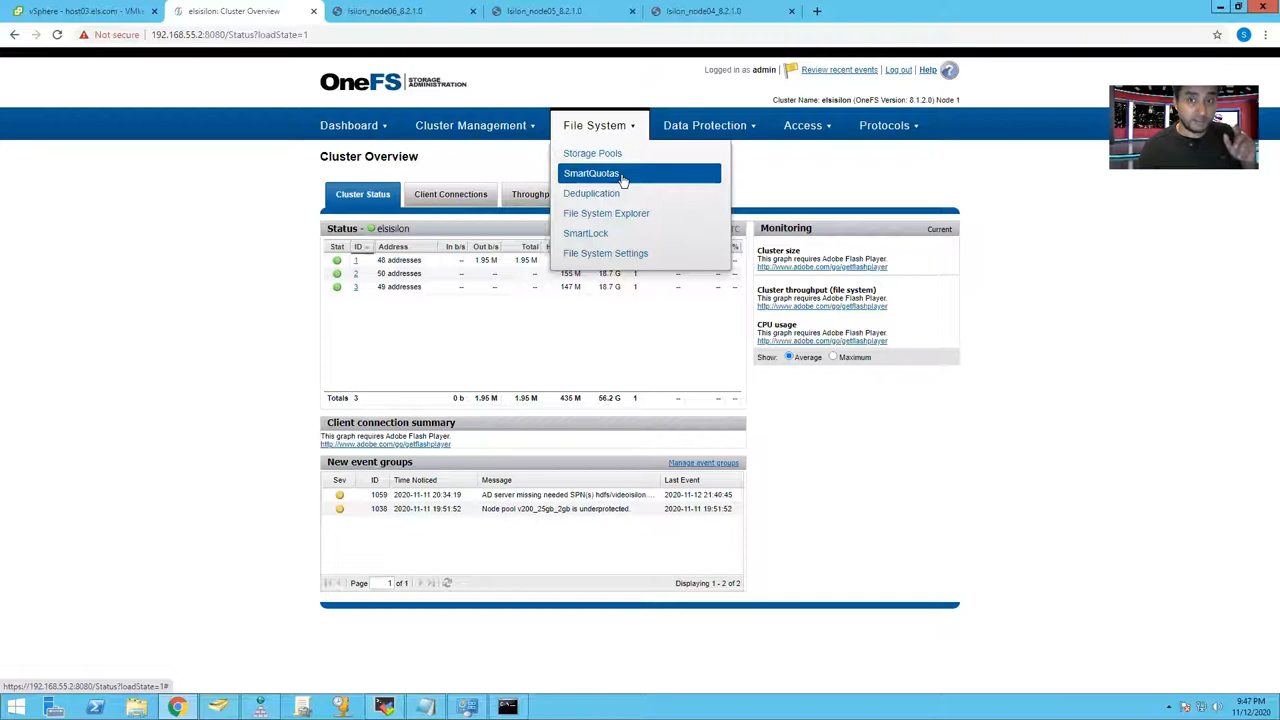 vSphere - host03.els.com - VMk
elsisilon: Cluster Overview
Isilon_node06_8.2.1.0
Isilon_node05_8.2.1.0
Isilon_node04_8.2.1.0
Not secure
192.168.55.2:8080/Status?loadState=1
S
OneFS STORAGE ADMINISTRATION
Logged in as admin
Review recent events
Log out
Help
Cluster Name: elsisilon (OneFS Version: 8.1.2.0) Node 1
Dashboard
Cluster Management
File System
Data Protection
Access
Protocols
Storage Pools
SmartQuotas
Deduplication
File System Explorer
SmartLock
File System Settings
Cluster Overview
Cluster Status
Client Connections
Status - elsisilon
Stat ID Address In b/s Out b/s Total %
1 48 addresses -- 1.95 M 1.95 M
2 50 addresses -- -- -- 155 M 18.7 G 1 -- -- --
3 49 addresses -- -- -- 147 M 18.7 G 1 -- -- --
Totals 3 0 b 1.95 M 1.95 M 435 M 56.2 G 1 -- -- --
Monitoring Current
Cluster size
This graph requires Adobe Flash Player.
http://www.adobe.com/go/getflashplayer
Cluster throughput (file system)
This graph requires Adobe Flash Player.
http://www.adobe.com/go/getflashplayer
CPU usage
This graph requires Adobe Flash Player.
http://www.adobe.com/go/getflashplayer
Show: Average Maximum
Client connection summary
This graph requires Adobe Flash Player.
http://www.adobe.com/go/getflashplayer
New event groups Manage event groups
Sev ID Time Noticed Message Last Event
1059 2020-11-11 20:34:19 AD server missing needed SPN(s) hdfs/videoisilon.... 2020-11-12 21:40:45
1038 2020-11-11 19:51:52 Node pool v200_25gb_2gb is underprotected. 2020-11-11 19:51:52
Page 1 of 1 Displaying 1 - 2 of 2
https://192.168.55.2:8080/Status?loadState=1#
9:47 PM
11/12/2020